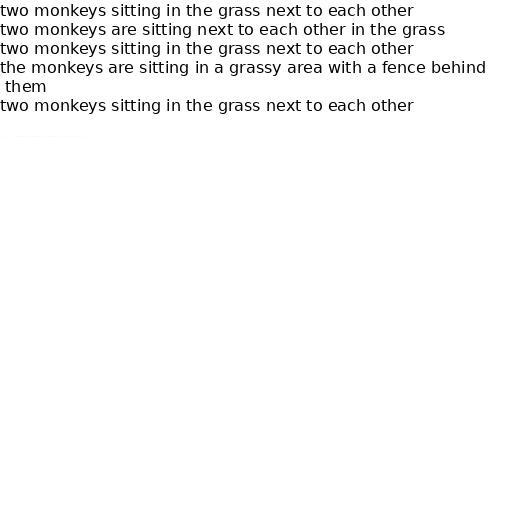 two monkeys sitting in the grass next to each other
two monkeys are sitting next to each other in the grass
two monkeys sitting in the grass next to each other
the monkeys are sitting in a grassy area with a fence behind
them
two monkeys sitting in the grass next to each other